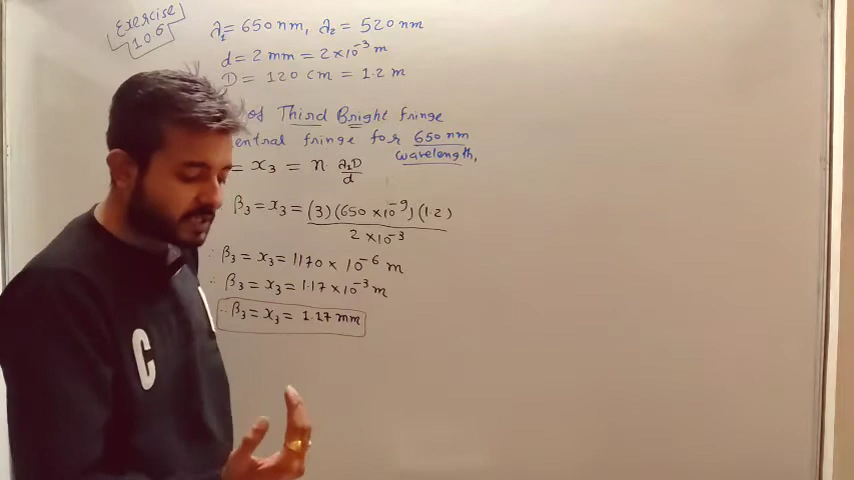 Exercise
10.6
λ₁ = 650 nm, λ₂ = 520 nm
d = 2 mm = 2×10⁻³ m
D = 120 cm = 1.2 m
of Third Bright fringe
entral fringe for 650 nm
wavelength,
= x₃ = n λ₁D/d
β₃ = x₃ = (3)(650 ×10⁻⁹)(1.2)
2 ×10⁻³
∴ β₃ = x₃ = 1170 × 10⁻⁶ m
∴ β₃ = x₃ = 1.17 × 10⁻³ m
∴ β₃ = x₃ = 1.17 mm
C